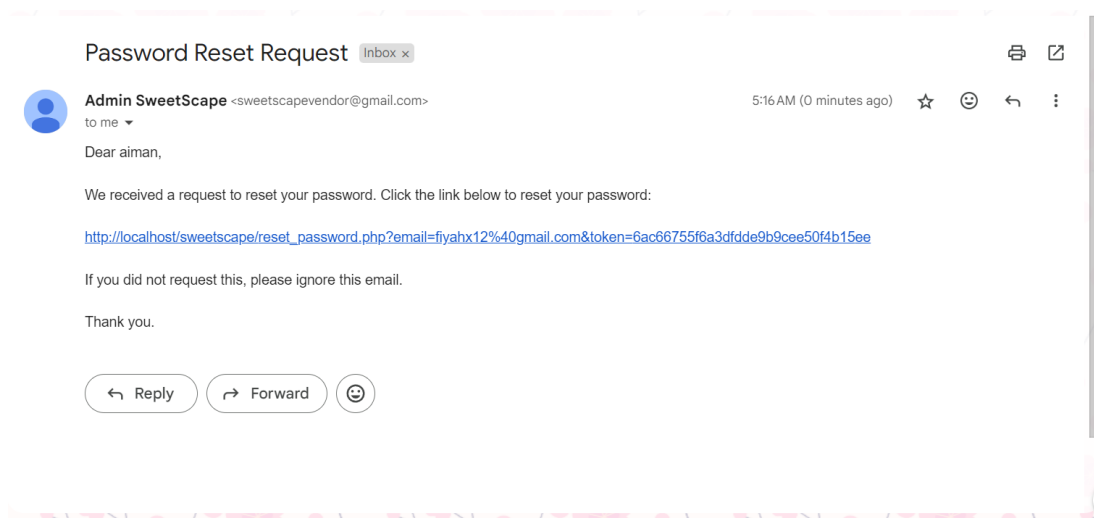 Password Reset Request Inbox ×
Admin SweetScape <sweetscapevendor@gmail.com> 5:16 AM (0 minutes ago)
to me
Dear aiman,
We received a request to reset your password. Click the link below to reset your password:
http://localhost/sweetscape/reset_password.php?email=fiyahx12%40gmail.com&token=6ac66755f6a3dfdde9b9cee50f4b15ee
If you did not request this, please ignore this email.
Thank you.
Reply Forward